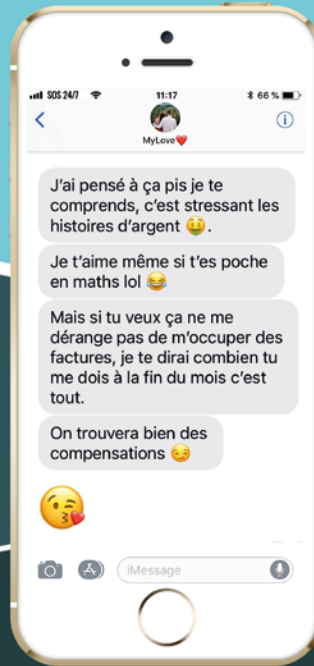 SOS 24/7 11:17 66 %
MyLove❤️
J'ai pensé à ça pis je te
comprends, c'est stressant les
histoires d'argent 🤑.
Je t'aime même si t'es poche
en maths lol 😂
Mais si tu veux ça ne me
dérange pas de m'occuper des
factures, je te dirai combien tu
me dois à la fin du mois c'est
tout.
On trouvera bien des
compensations 😏
😘
iMessage